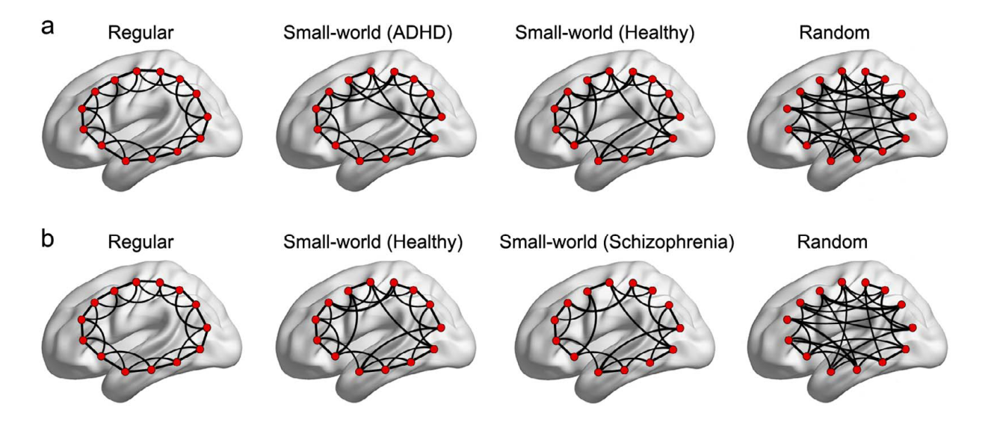 a
Regular
Small-world (ADHD)
Small-world (Healthy)
Random
b
Regular
Small-world (Healthy)
Small-world (Schizophrenia)
Random